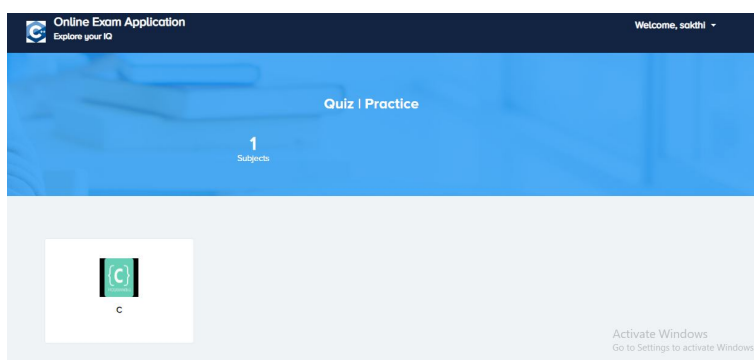 Online Exam Application
Explore your IQ
Welcome, sakthi
Quiz | Practice
1
Subjects
{C}
C
Activate Windows
Go to Settings to activate Windows